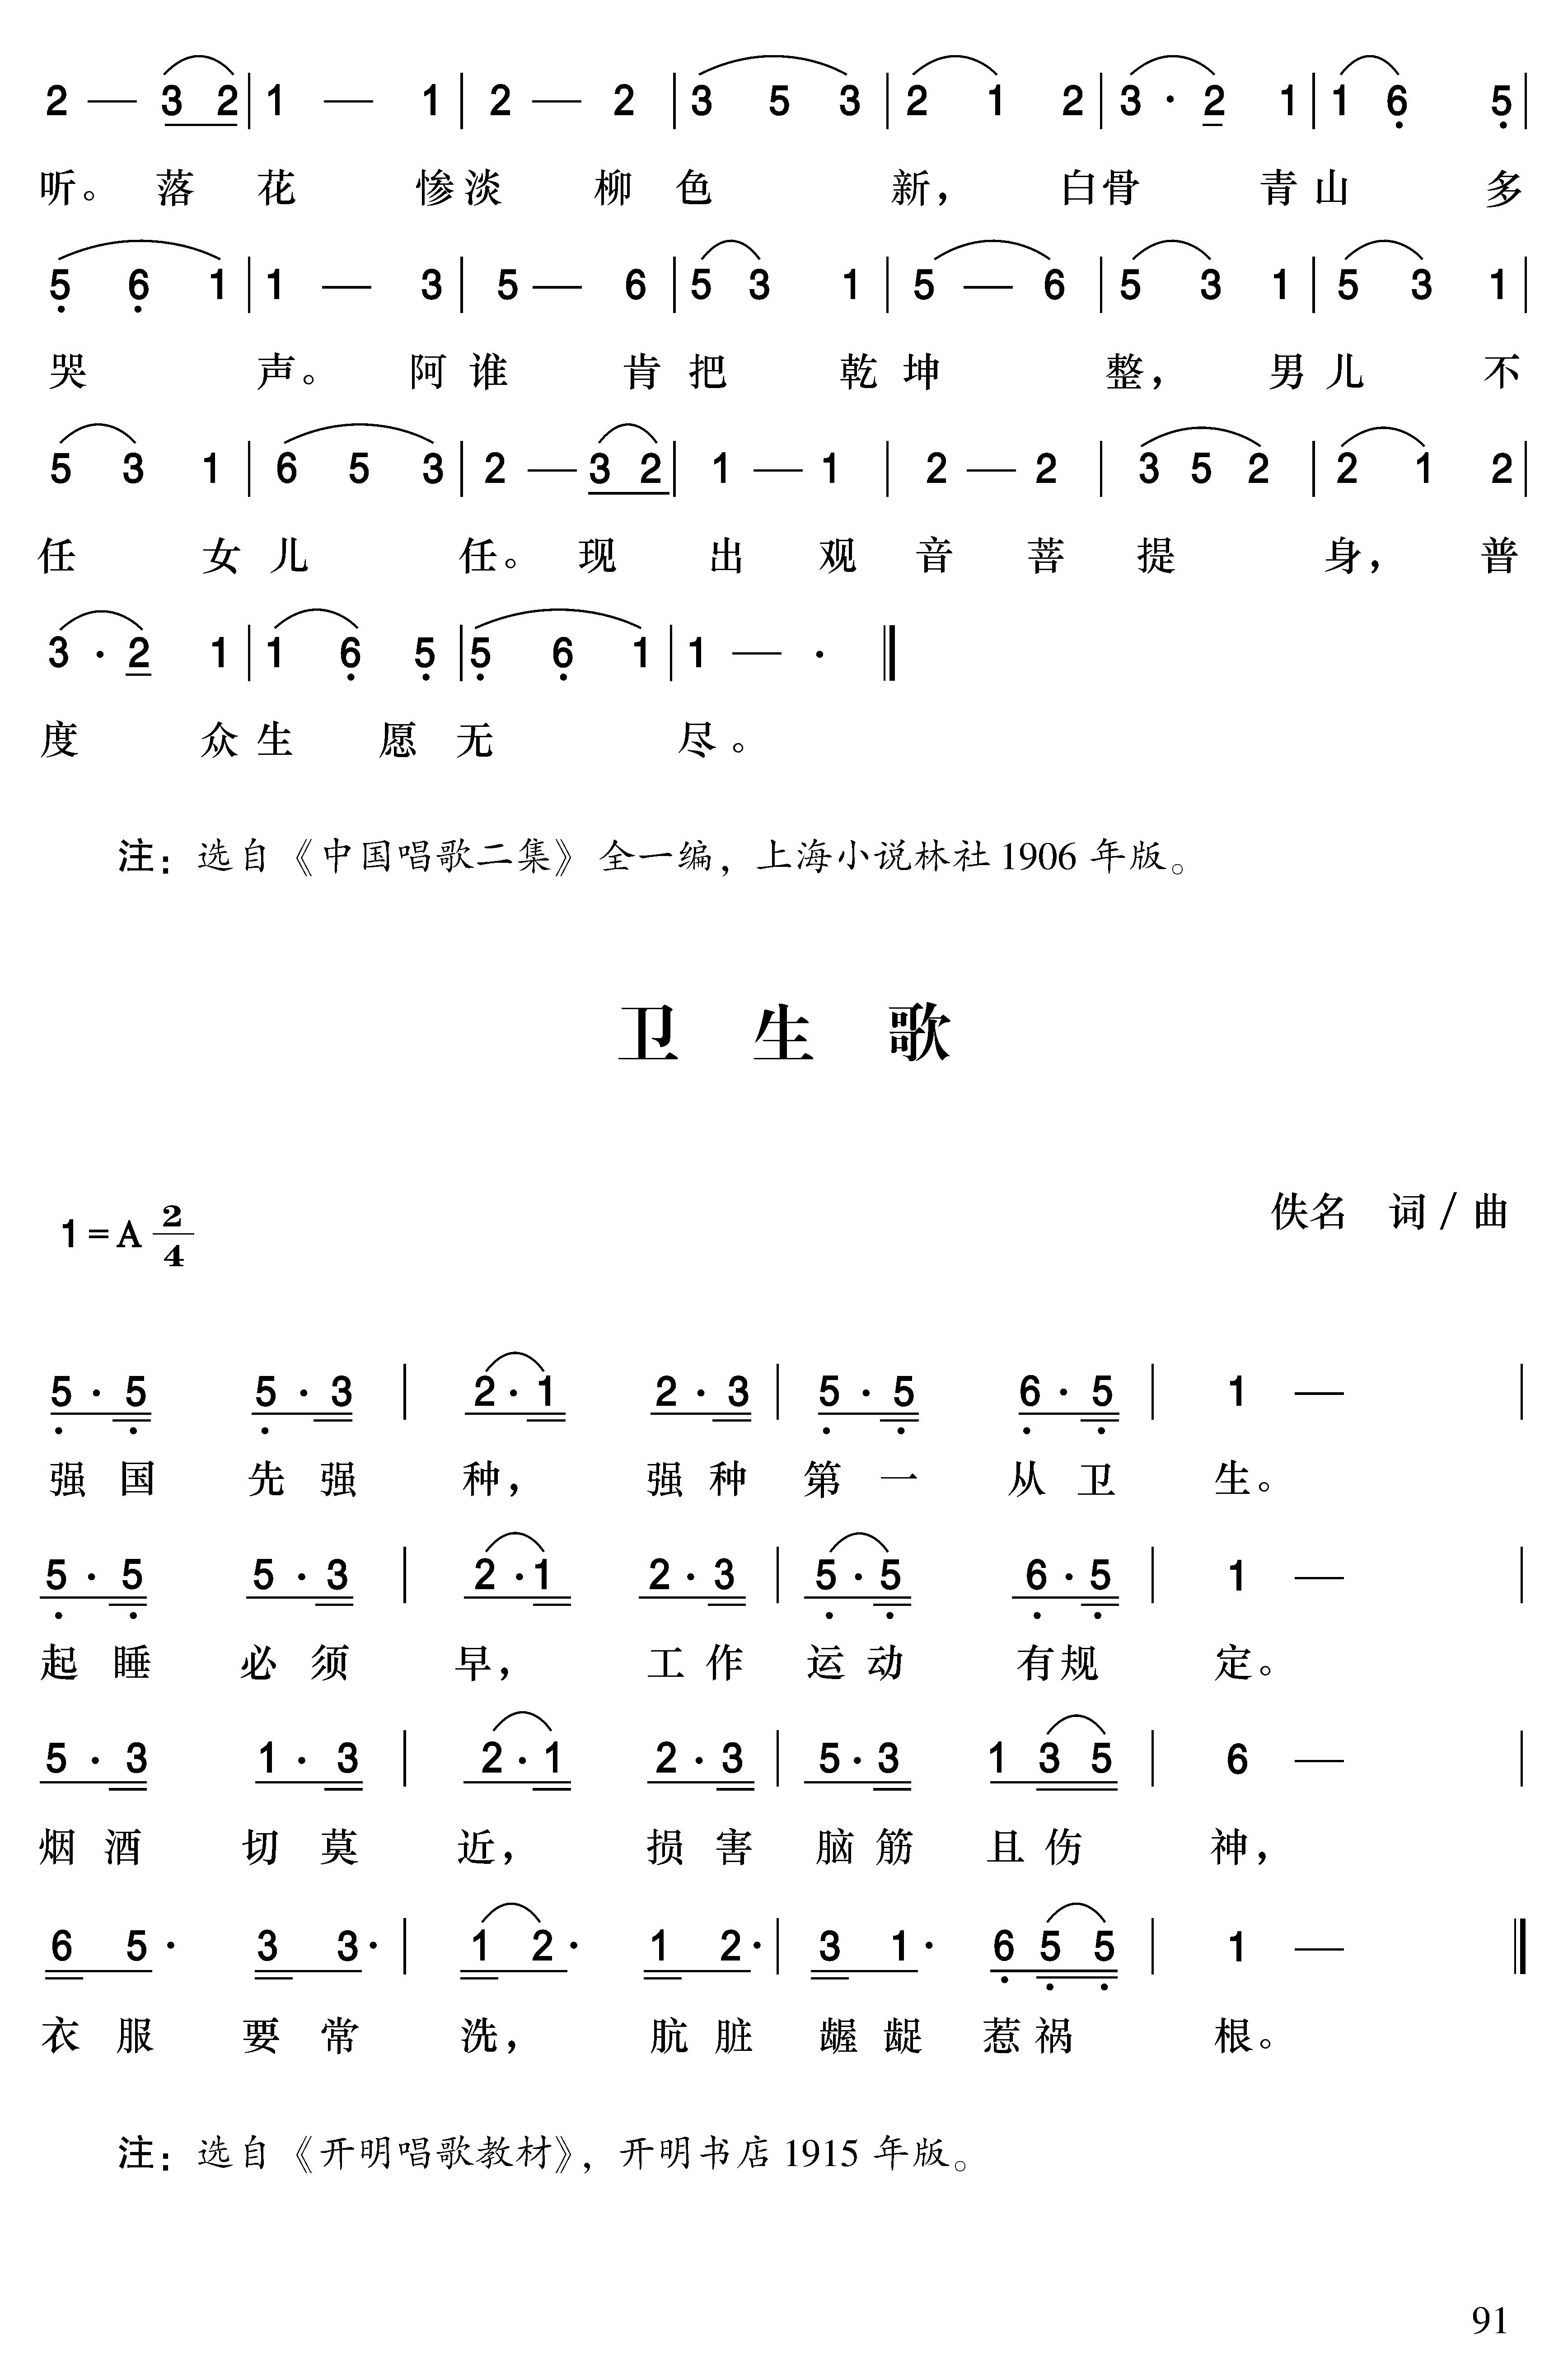 2 — 3 2 | 1 — 1 | 2 — 2 | 3 5 3 | 2 1 2 | 3 · 2 1 | 1 6 5 |
听。 落 花 惨 淡 柳 色 新， 白 骨 青 山 多
5 6 1 | 1 — 3 | 5 — 6 | 5 3 1 | 5 — 6 | 5 3 1 | 5 3 1 |
哭 声。 阿 谁 肯 把 乾 坤 整， 男 儿 不
5 3 1 | 6 5 3 | 2 — 3 2 | 1 — 1 | 2 — 2 | 3 5 2 | 2 1 2 |
任 女 儿 任。 现 出 观 音 菩 提 身， 普
3 · 2 1 | 1 6 5 | 5 6 1 | 1 — · ‖
度 众 生 愿 无 尽。
注：选自《中国唱歌二集》全一编，上海小说林社1906年版。
卫 生 歌
佚名 词 / 曲
1=A 2/4
5 · 5 5 · 3 | 2 · 1 2 · 3 | 5 · 5 6 · 5 | 1 — |
强 国 先 强 种， 强 种 第 一 从 卫 生。
5 · 5 5 · 3 | 2 · 1 2 · 3 | 5 · 5 6 · 5 | 1 — |
起 睡 必 须 早， 工 作 运 动 有 规 定。
5 · 3 1 · 3 | 2 · 1 2 · 3 | 5 · 3 1 3 5 | 6 — |
烟 酒 切 莫 近， 损 害 脑 筋 且 伤 神，
6 5 · 3 3 · | 1 2 · 1 2 · | 3 1 · 6 5 5 | 1 — ‖
衣 服 要 常 洗， 肮 脏 龌 龊 惹 祸 根。
注：选自《开明唱歌教材》，开明书店1915年版。
91